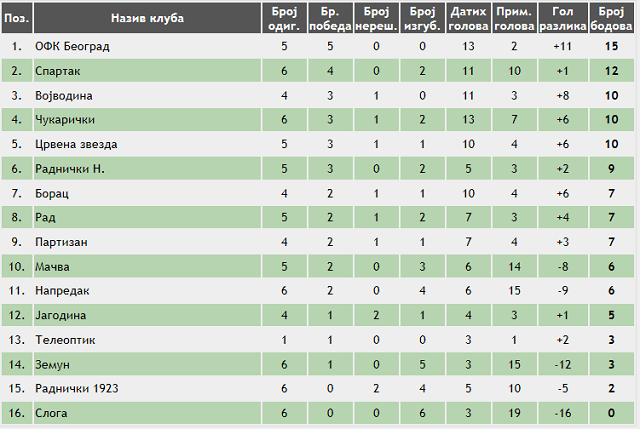 Поз. Назив клуба Број одиг. Бр. победа Број нереш. Број изгуб. Датих голова Прим. голова Гол разлика Број бодова
1. ОФК Београд 5 5 0 0 13 2 +11 15
2. Спартак 6 4 0 2 11 10 +1 12
3. Војводина 4 3 1 0 11 3 +8 10
4. Чукарички 6 3 1 2 13 7 +6 10
5. Црвена звезда 5 3 1 1 10 4 +6 10
6. Раднички Н. 5 3 0 2 5 3 +2 9
7. Борац 4 2 1 1 10 4 +6 7
8. Рад 5 2 1 2 7 3 +4 7
9. Партизан 4 2 1 1 7 4 +3 7
10. Мачва 5 2 0 3 6 14 -8 6
11. Напредак 6 2 0 4 6 15 -9 6
12. Јагодина 4 1 2 1 4 3 +1 5
13. Телеоптик 1 1 0 0 3 1 +2 3
14. Земун 6 1 0 5 3 15 -12 3
15. Раднички 1923 6 0 2 4 5 10 -5 2
16. Слога 6 0 0 6 3 19 -16 0